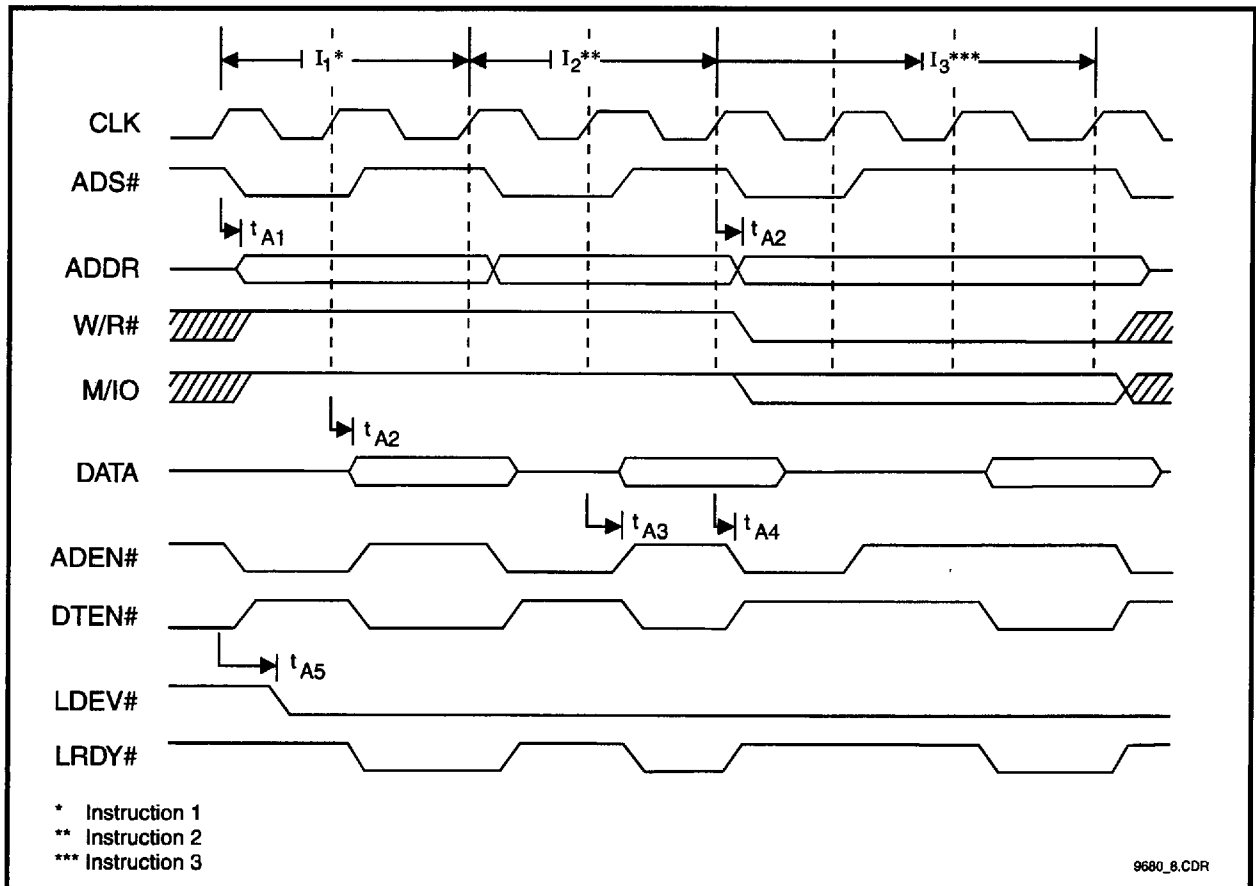 I1* I2** I3***
CLK
ADS#
tA1 tA2
ADDR
W/R#
M/IO
tA2
DATA
tA3 tA4
ADEN#
DTEN#
tA5
LDEV#
LRDY#
* Instruction 1
** Instruction 2
*** Instruction 3
9680_8.CDR